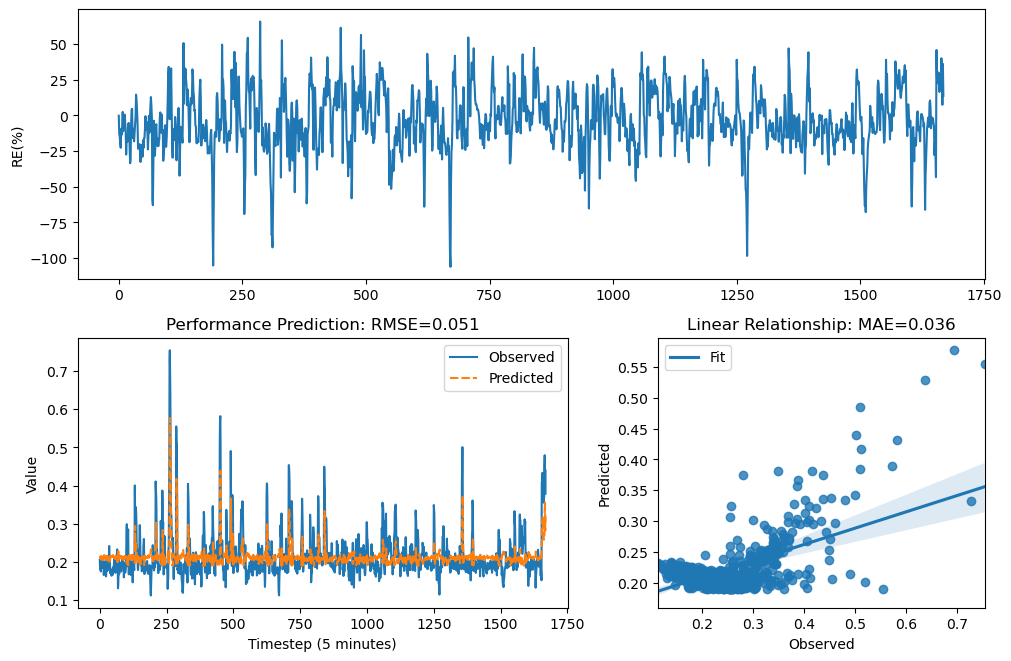 50
25
0
−25
−50
−75
−100
RE(%)
0 250 500 750 1000 1250 1500 1750
Performance Prediction: RMSE=0.051
Observed
Predicted
0.7
0.6
0.5
0.4
0.3
0.2
0.1
Value
0 250 500 750 1000 1250 1500 1750
Timestep (5 minutes)
Linear Relationship: MAE=0.036
Fit
0.55
0.50
0.45
0.40
0.35
0.30
0.25
0.20
Predicted
0.2 0.3 0.4 0.5 0.6 0.7
Observed